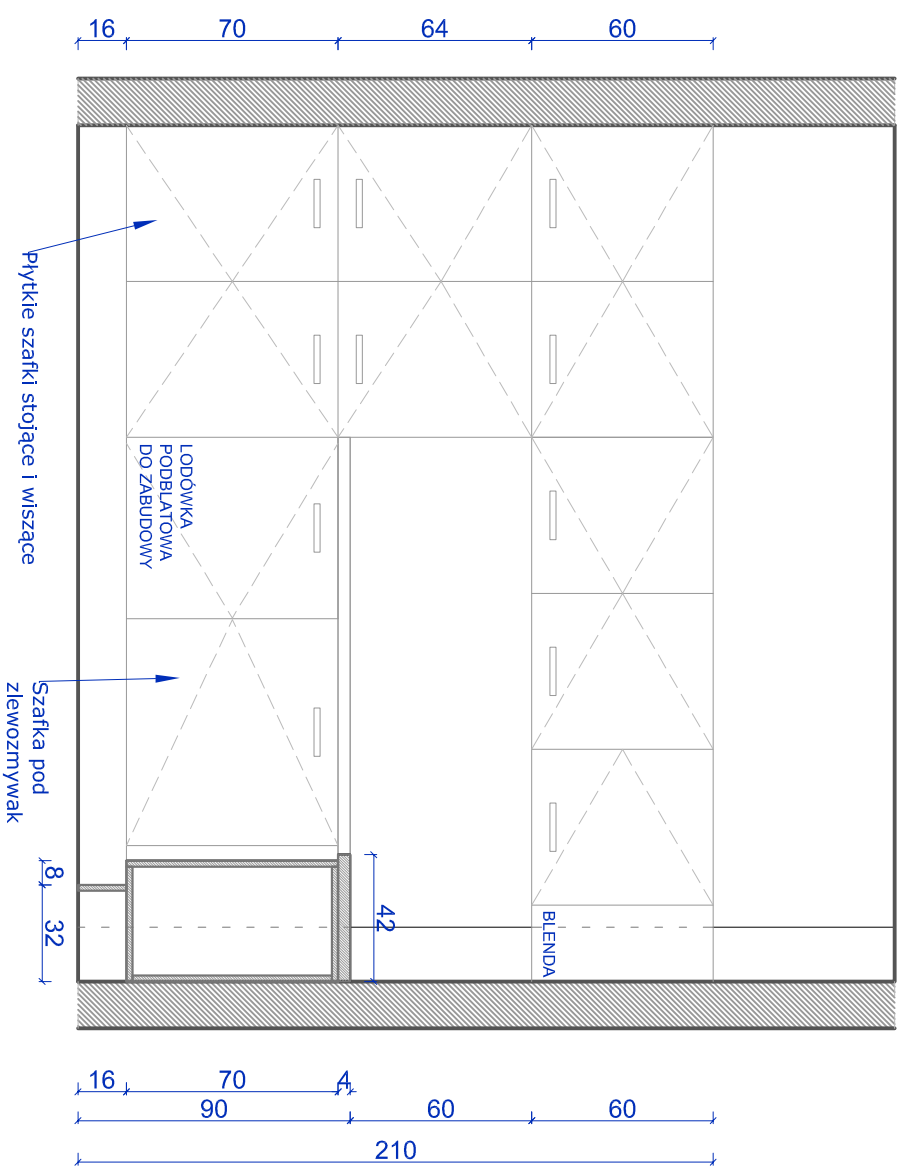 16 70 64 60
Płytkie szafki stojące i wiszące
LODÓWKA
PODBLATOWA
DO ZABUDOWY
Szafka pod
zlewozmywak
8
32
42
BLENDA
16 70 4
90 60 60
210